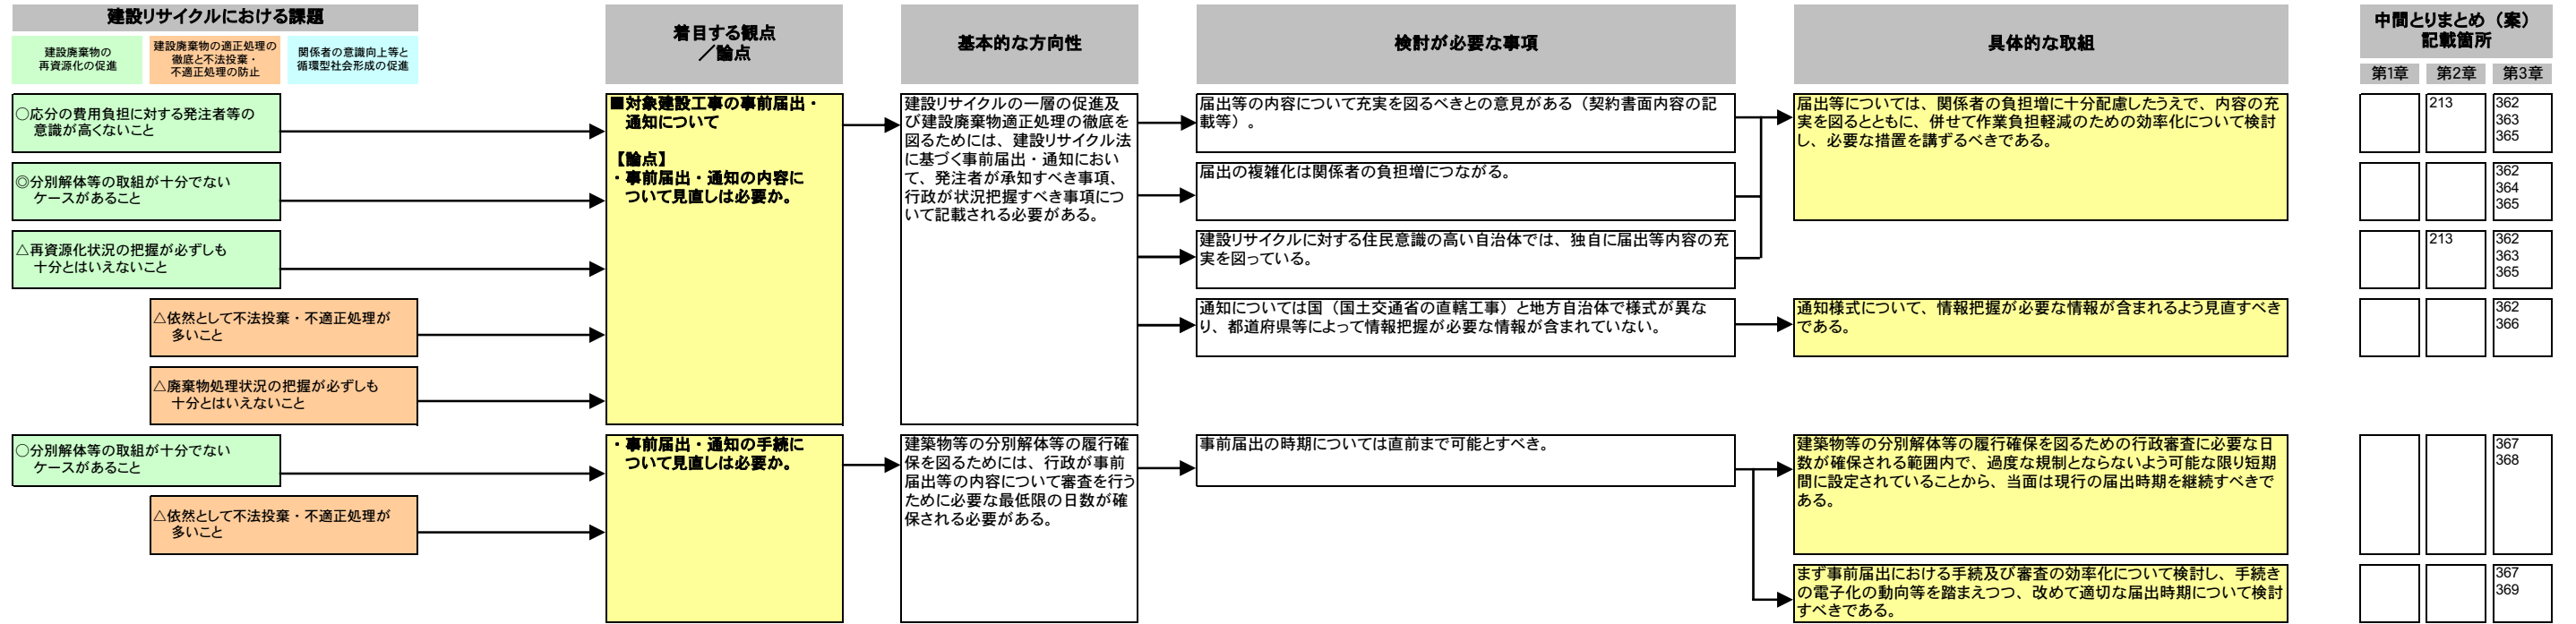 建設リサイクルにおける課題
建設廃棄物の
再資源化の促進
建設廃棄物の適正処理の
徹底と不法投棄・
不適正処理の防止
関係者の意識向上等と
循環型社会形成の促進
着目する観点
／論点
基本的な方向性
検討が必要な事項
具体的な取組
中間とりまとめ（案）
記載箇所
第1章
第2章
第3章
○応分の費用負担に対する発注者等の
意識が高くないこと
◎分別解体等の取組が十分でない
ケースがあること
△再資源化状況の把握が必ずしも
十分とはいえないこと
△依然として不法投棄・不適正処理が
多いこと
△廃棄物処理状況の把握が必ずしも
十分とはいえないこと
■対象建設工事の事前届出・
通知について
【論点】
・事前届出・通知の内容に
ついて見直しは必要か。
建設リサイクルの一層の促進及
び建設廃棄物適正処理の徹底を
図るためには、建設リサイクル法
に基づく事前届出・通知におい
て、発注者が承知すべき事項、
行政が状況把握すべき事項につ
いて記載される必要がある。
届出等の内容について充実を図るべきとの意見がある（契約書面内容の記
載等）。
届出の複雑化は関係者の負担増につながる。
建設リサイクルに対する住民意識の高い自治体では、独自に届出等内容の充
実を図っている。
通知については国（国土交通省の直轄工事）と地方自治体で様式が異な
り、都道府県等によって情報把握が必要な情報が含まれていない。
届出等については、関係者の負担増に十分配慮したうえで、内容の充
実を図るとともに、併せて作業負担軽減のための効率化について検討
し、必要な措置を講ずるべきである。
通知様式について、情報把握が必要な情報が含まれるよう見直すべき
である。
213
362
363
365
362
364
365
213
362
363
365
362
366
○分別解体等の取組が十分でない
ケースがあること
△依然として不法投棄・不適正処理が
多いこと
・事前届出・通知の手続に
ついて見直しは必要か。
建築物等の分別解体等の履行確
保を図るためには、行政が事前
届出等の内容について審査を行う
ために必要な最低限の日数が確
保される必要がある。
事前届出の時期については直前まで可能とすべき。
建築物等の分別解体等の履行確保を図るための行政審査に必要な日
数が確保される範囲内で、過度な規制とならないよう可能な限り短期
間に設定されていることから、当面は現行の届出時期を継続すべきで
ある。
367
368
まず事前届出における手続及び審査の効率化について検討し、手続き
の電子化の動向等を踏まえつつ、改めて適切な届出時期について検討
すべきである。
367
369